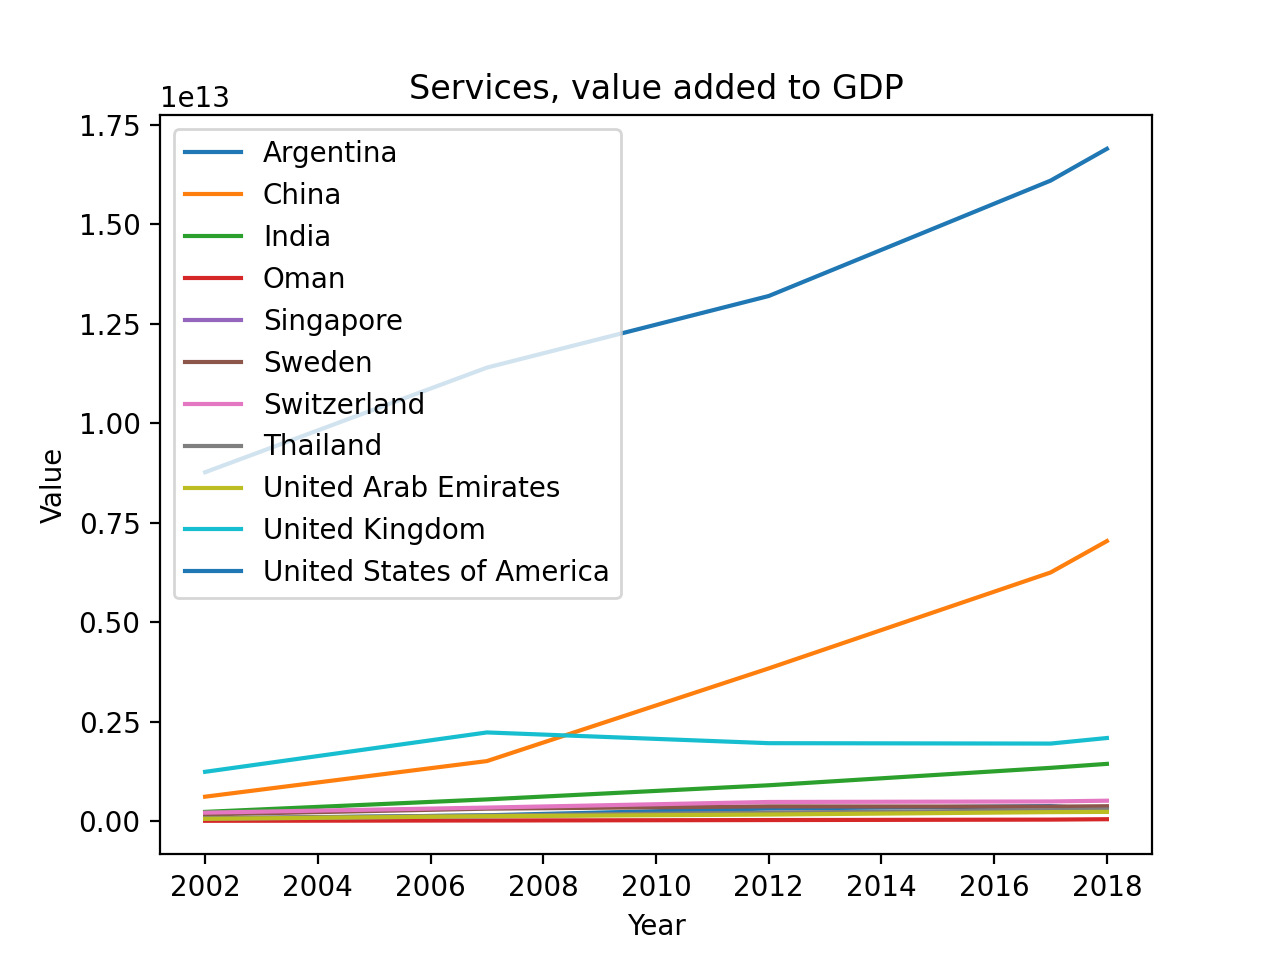 Services, value added to GDP
1e13
1.75
1.50
1.25
1.00
0.75
0.50
0.25
0.00
Value
Argentina
China
India
Oman
Singapore
Sweden
Switzerland
Thailand
United Arab Emirates
United Kingdom
United States of America
2002 2004 2006 2008 2010 2012 2014 2016 2018
Year